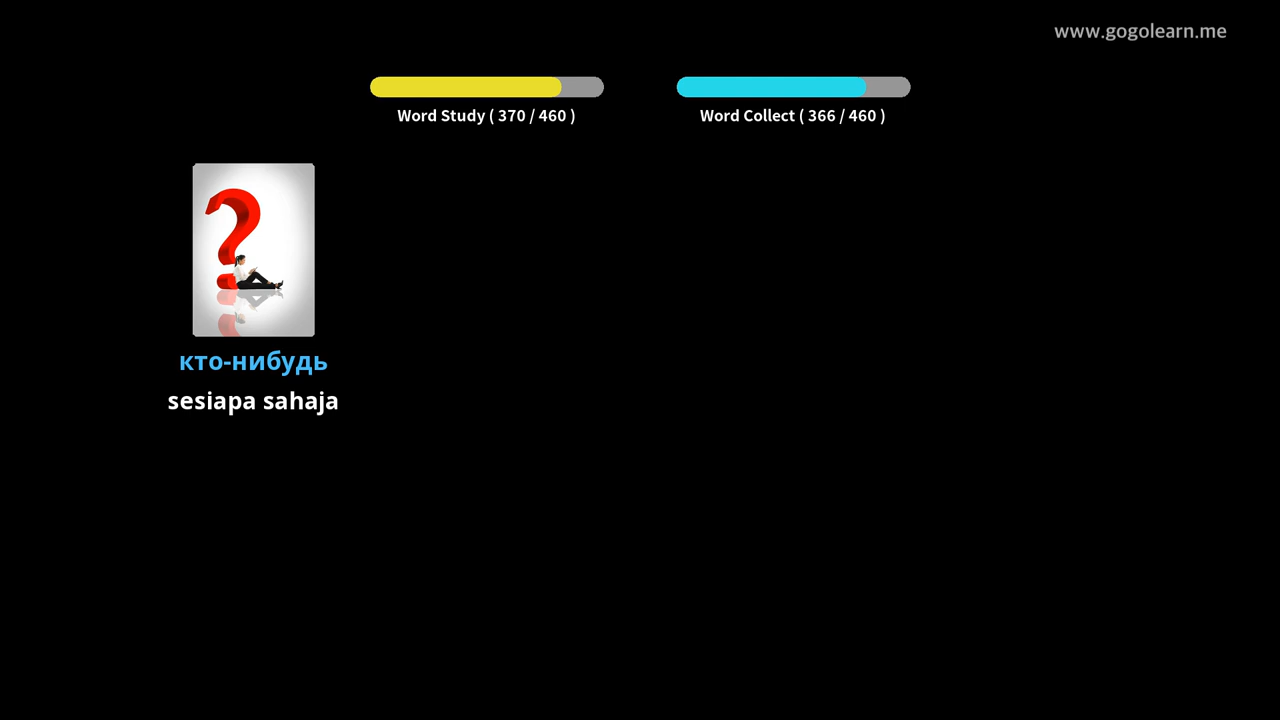 www.gogolearn.me
Word Study ( 370 / 460 )
Word Collect ( 366 / 460 )
кто-нибудь
sesiapa sahaja